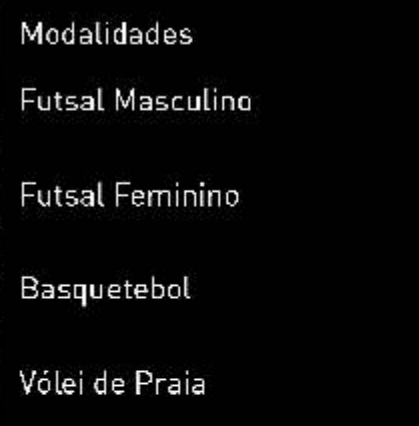 Modalidades
Futsal Masculino
Futsal Feminino
Basquetebol
Vólei de Praia